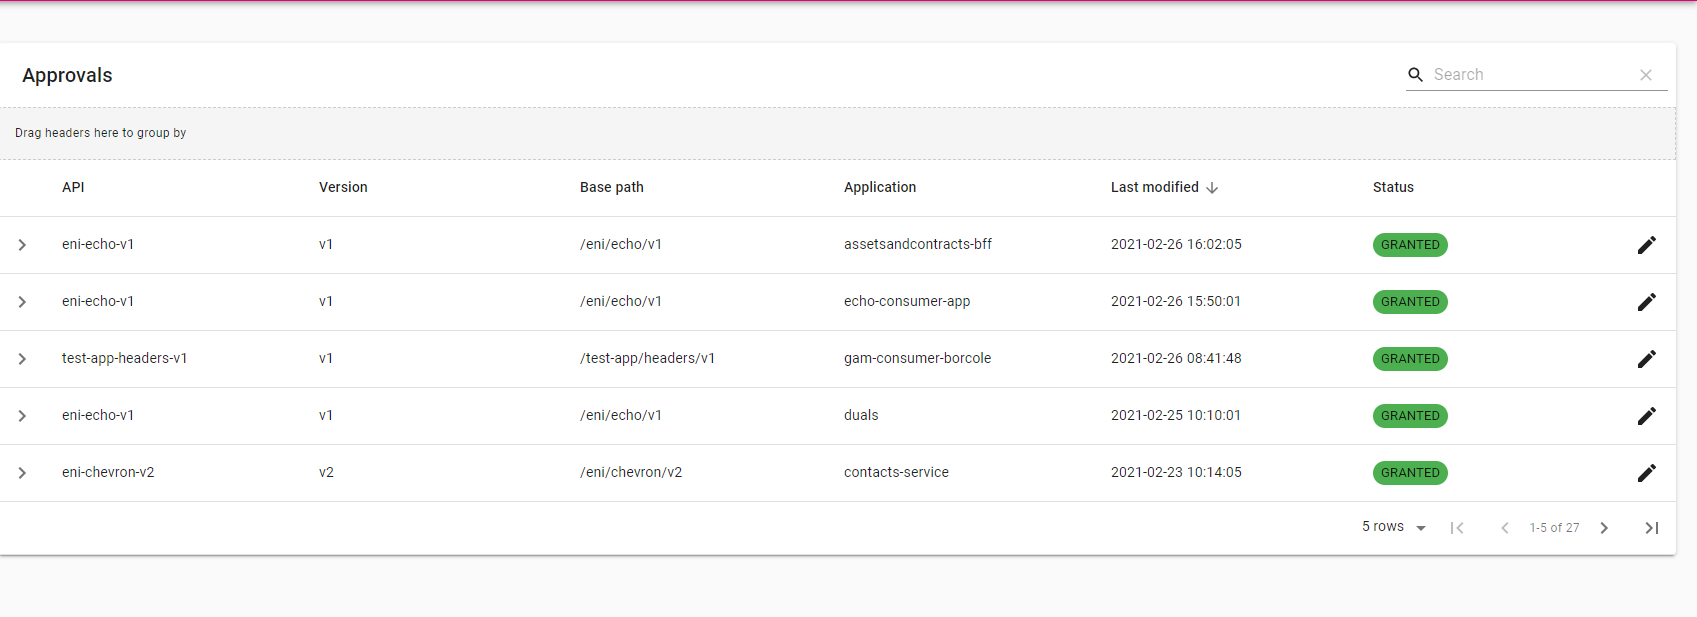 Approvals
Search
Drag headers here to group by
API Version Base path Application Last modified Status
eni-echo-v1 v1 /eni/echo/v1 assetsandcontracts-bff 2021-02-26 16:02:05 GRANTED
eni-echo-v1 v1 /eni/echo/v1 echo-consumer-app 2021-02-26 15:50:01 GRANTED
test-app-headers-v1 v1 /test-app/headers/v1 gam-consumer-borcole 2021-02-26 08:41:48 GRANTED
eni-echo-v1 v1 /eni/echo/v1 duals 2021-02-25 10:10:01 GRANTED
eni-chevron-v2 v2 /eni/chevron/v2 contacts-service 2021-02-23 10:14:05 GRANTED
5 rows 1-5 of 27